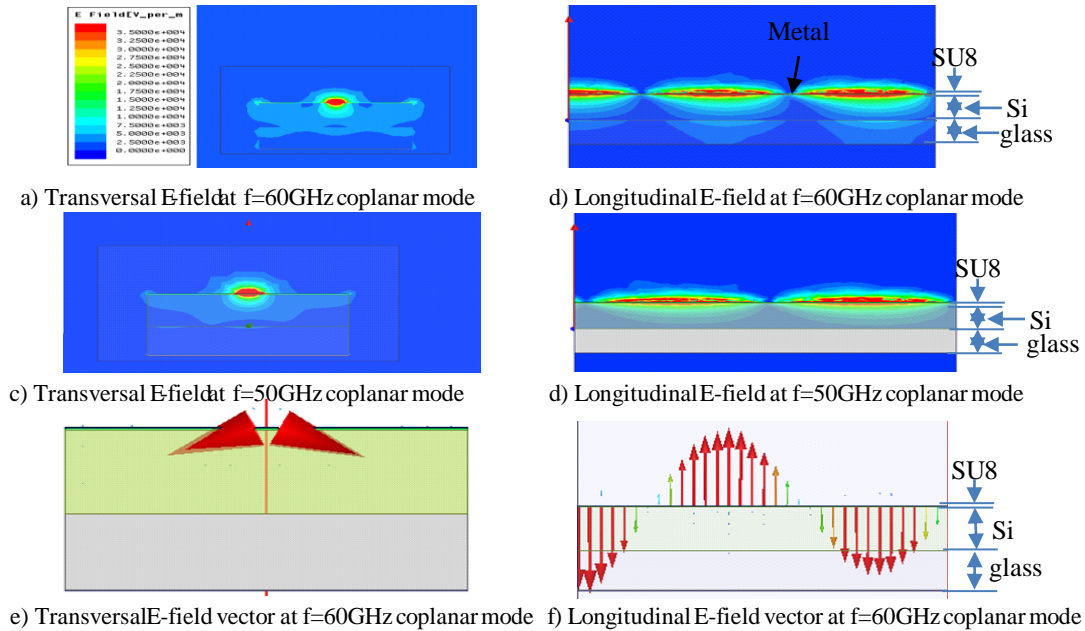 E Field[V_per_m
3.5000e+004
3.2500e+004
3.0000e+004
2.7500e+004
2.5000e+004
2.2500e+004
2.0000e+004
1.7500e+004
1.5000e+004
1.2500e+004
1.0000e+004
7.5000e+003
5.0000e+003
2.5000e+003
0.0000e+000
Metal
SU8
Si
glass
a) Transversal E-field at f=60GHz coplanar mode
d) Longitudinal E-field at f=60GHz coplanar mode
SU8
Si
glass
c) Transversal E-field at f=50GHz coplanar mode
d) Longitudinal E-field at f=50GHz coplanar mode
SU8
Si
glass
e) Transversal E-field vector at f=60GHz coplanar mode
f) Longitudinal E-field vector at f=60GHz coplanar mode